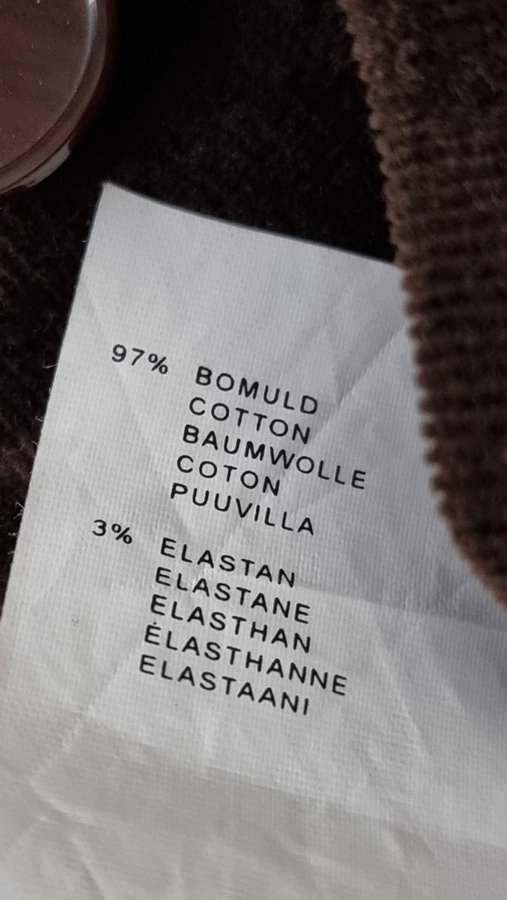 97% BOMULD
COTTON
BAUMWOLLE
COTON
PUUVILLA
3% ELASTAN
ELASTANE
ELASTHAN
ÉLASTHANNE
ELASTAANI